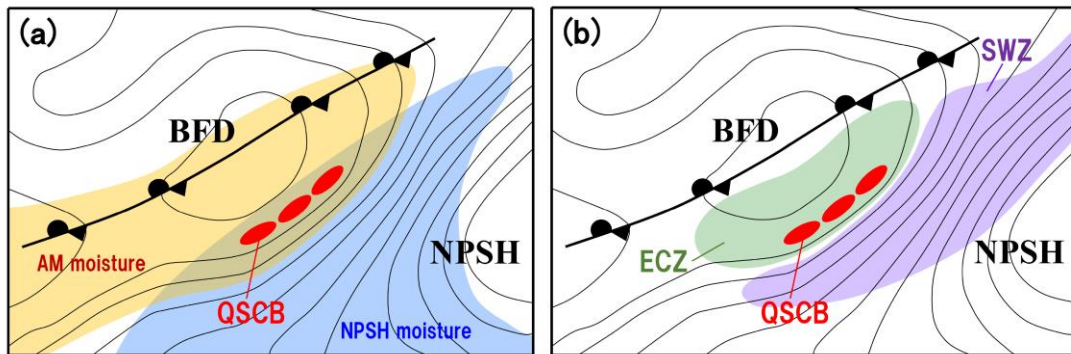 (a)
BFD
NPSH
AM moisture
QSCB
NPSH moisture
(b)
SWZ
BFD
NPSH
ECZ
QSCB